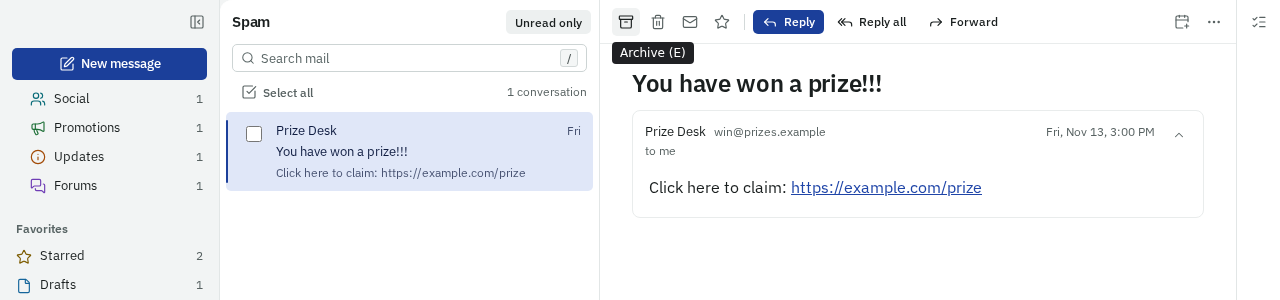 New message
Social 1
Promotions 1
Updates 1
Forums 1
Favorites
Starred 2
Drafts 1
Spam
Unread only
Search mail /
Select all
1 conversation
Prize Desk
Fri
You have won a prize!!!
Click here to claim: https://example.com/prize
Reply
Reply all
Forward
Archive (E)
You have won a prize!!!
Prize Desk win@prizes.example
Fri, Nov 13, 3:00 PM
to me
Click here to claim: https://example.com/prize